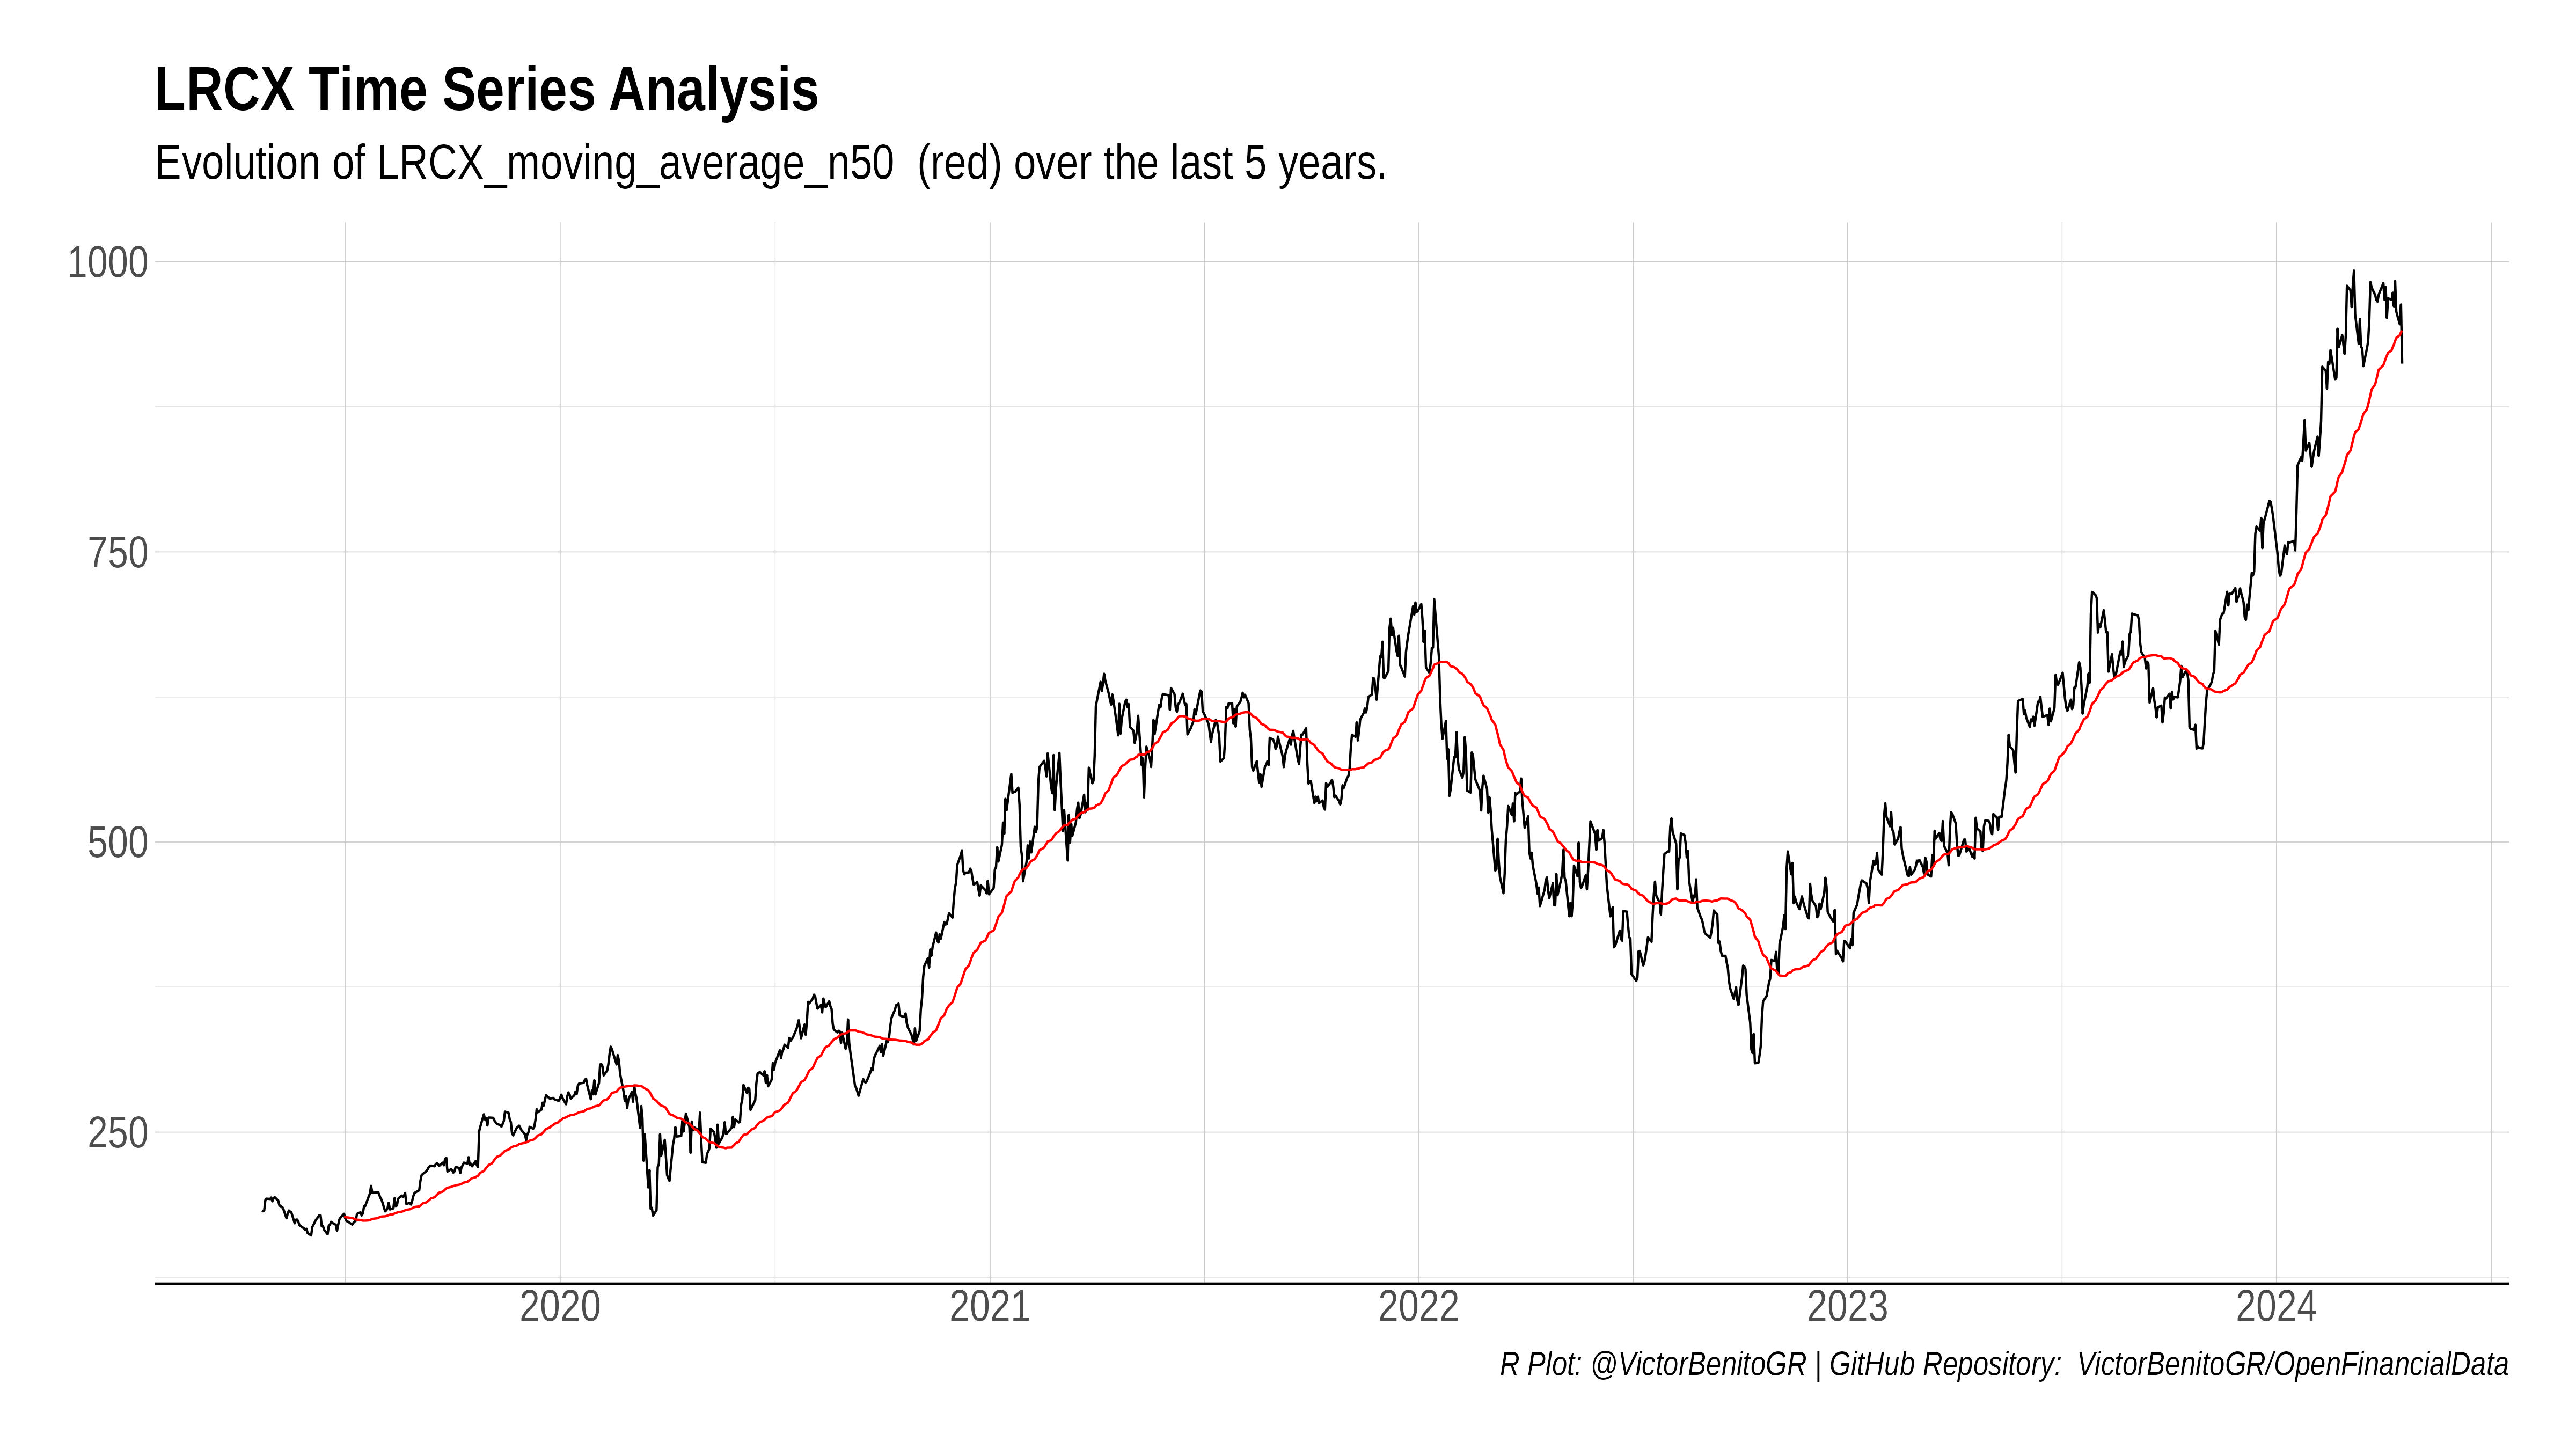 LRCX Time Series Analysis
Evolution of LRCX_moving_average_n50  (red) over the last 5 years.
1000
750
500
250
2020 2021 2022 2023 2024
R Plot: @VictorBenitoGR | GitHub Repository:  VictorBenitoGR/OpenFinancialData